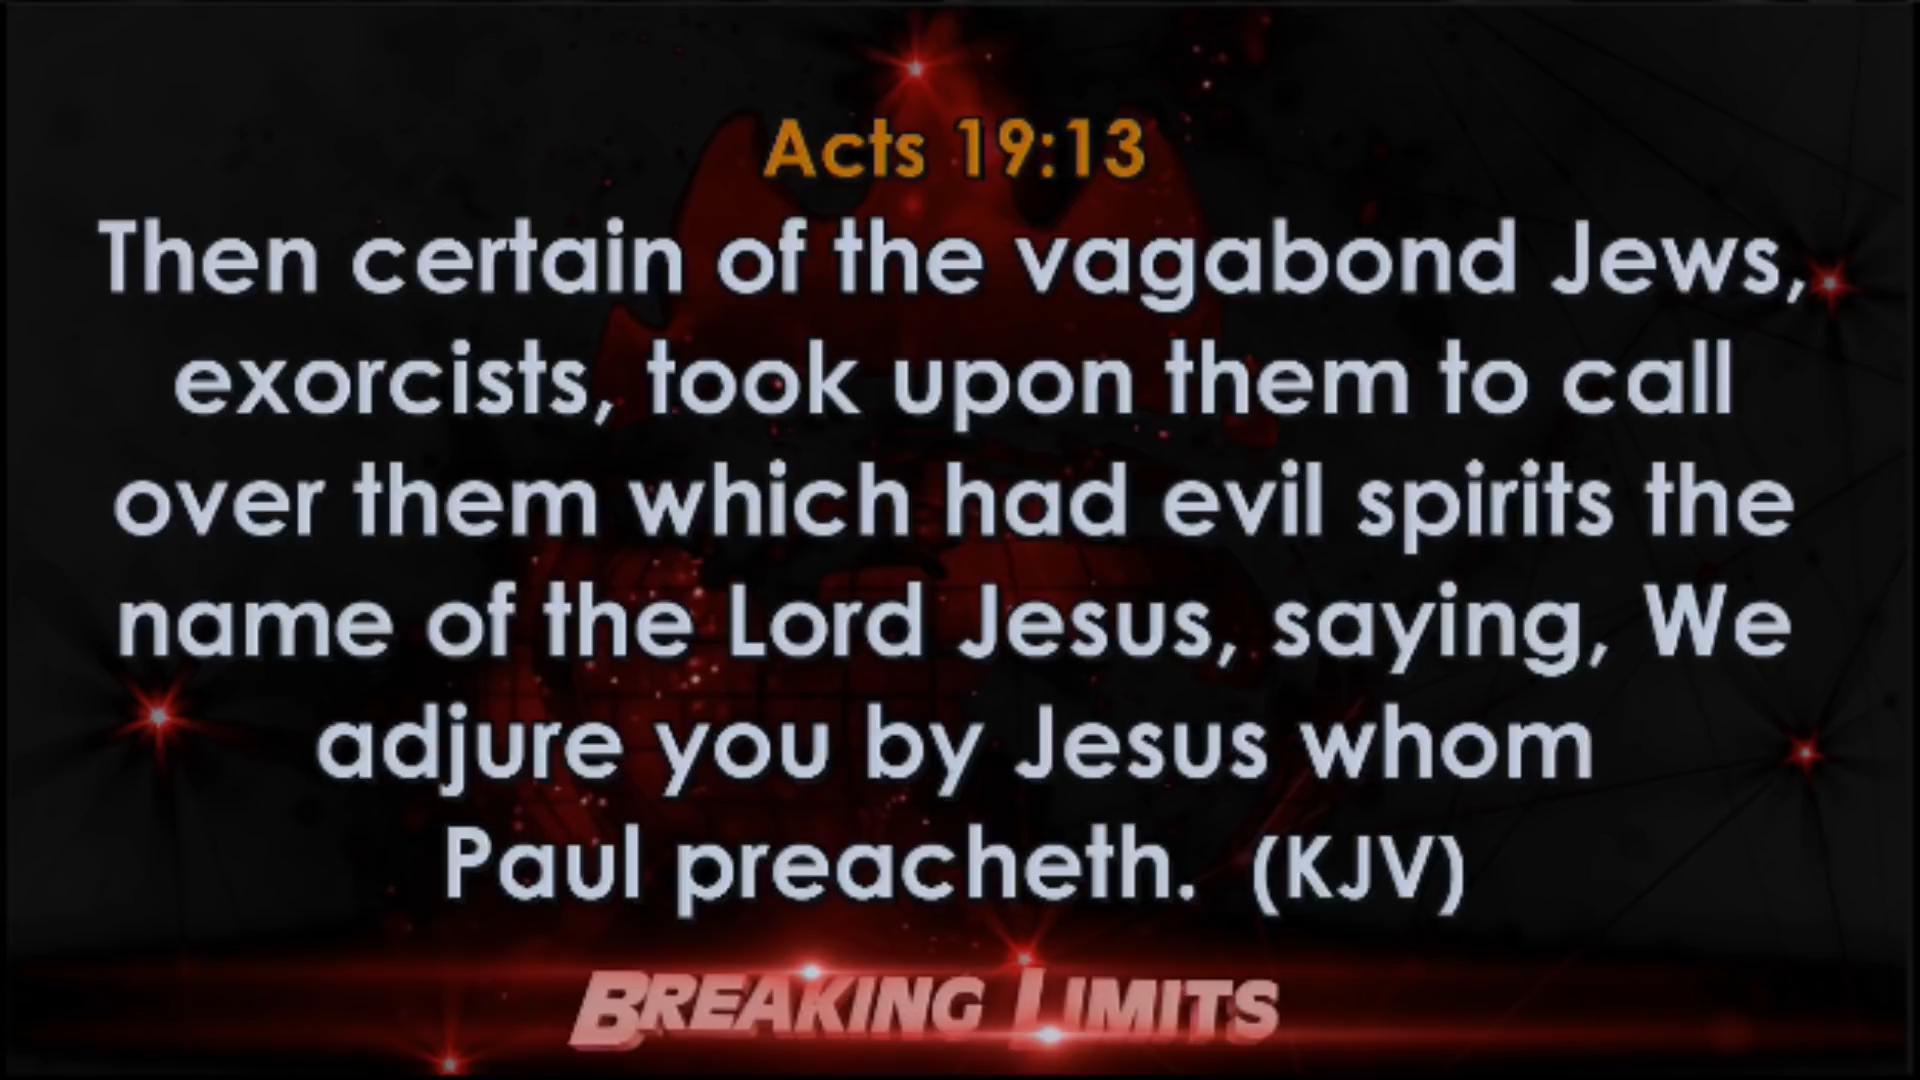 Acts 19:13
Then certain of the vagabond Jews,
exorcists, took upon them to call
over them which had evil spirits the
name of the Lord Jesus, saying, We
adjure you by Jesus whom
Paul preacheth. (KJV)
BREAKING LIMITS